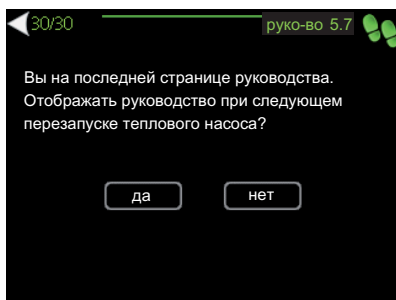 30/30 руко-во 5.7
Вы на последней странице руководства.
Отображать руководство при следующем
перезапуске теплового насоса?
да нет